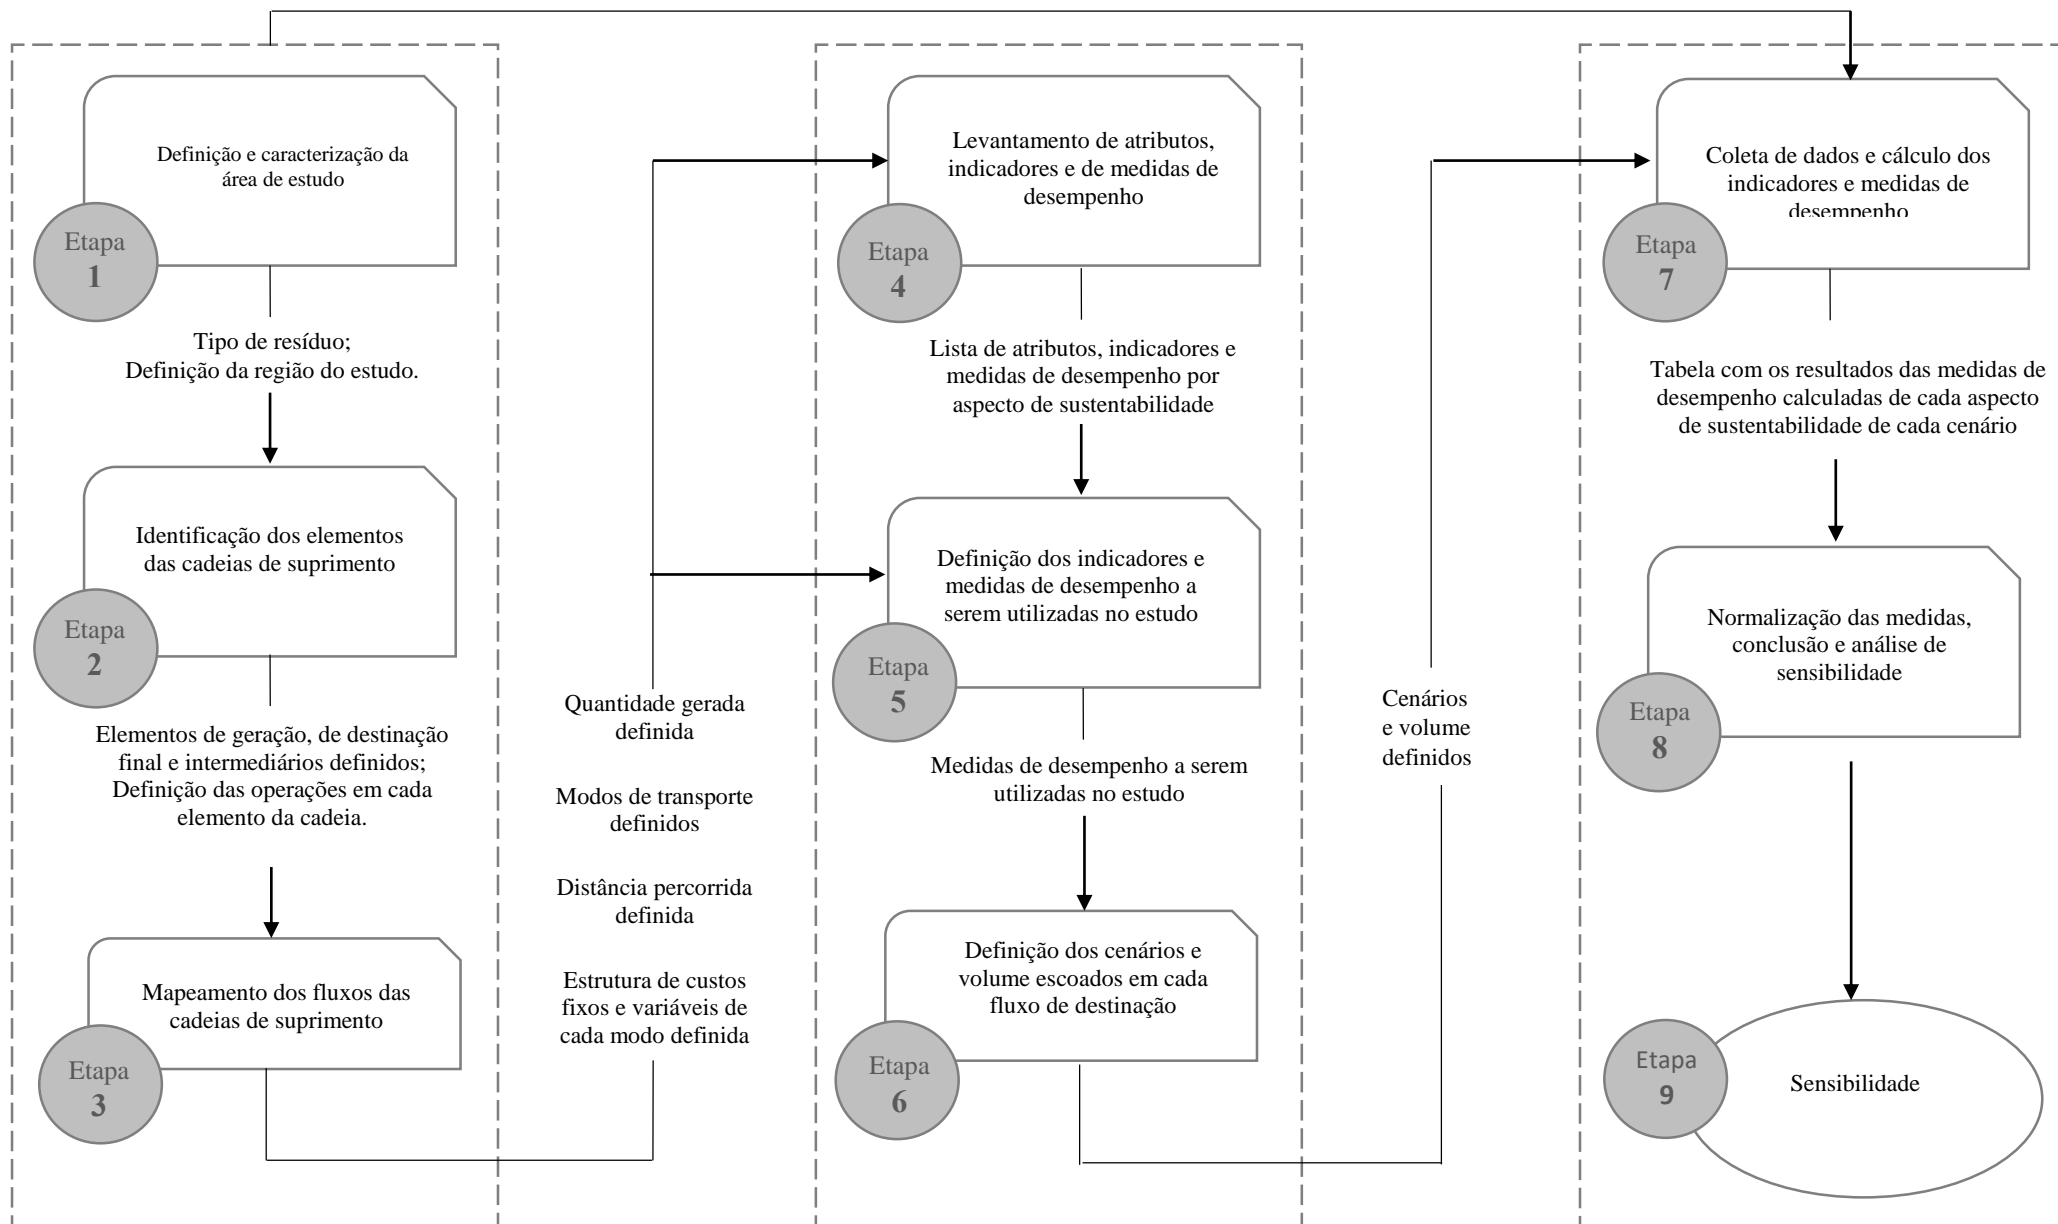 Definição e caracterização da
área de estudo
Etapa
1
Tipo de resíduo;
Definição da região do estudo.
Identificação dos elementos
das cadeias de suprimento
Etapa
2
Elementos de geração, de destinação
final e intermediários definidos;
Definição das operações em cada
elemento da cadeia.
Mapeamento dos fluxos das
cadeias de suprimento
Etapa
3
Quantidade gerada
definida
Modos de transporte
definidos
Distância percorrida
definida
Estrutura de custos
fixos e variáveis de
cada modo definida
Levantamento de atributos,
indicadores e de medidas de
desempenho
Etapa
4
Lista de atributos, indicadores e
medidas de desempenho por
aspecto de sustentabilidade
Definição dos indicadores e
medidas de desempenho a
serem utilizadas no estudo
Etapa
5
Medidas de desempenho a serem
utilizadas no estudo
Definição dos cenários e
volume escoados em cada
fluxo de destinação
Etapa
6
Cenários
e volume
definidos
Coleta de dados e cálculo dos
indicadores e medidas de
desempenho
Etapa
7
Tabela com os resultados das medidas de
desempenho calculadas de cada aspecto
de sustentabilidade de cada cenário
Normalização das medidas,
conclusão e análise de
sensibilidade
Etapa
8
Etapa
9
Sensibilidade